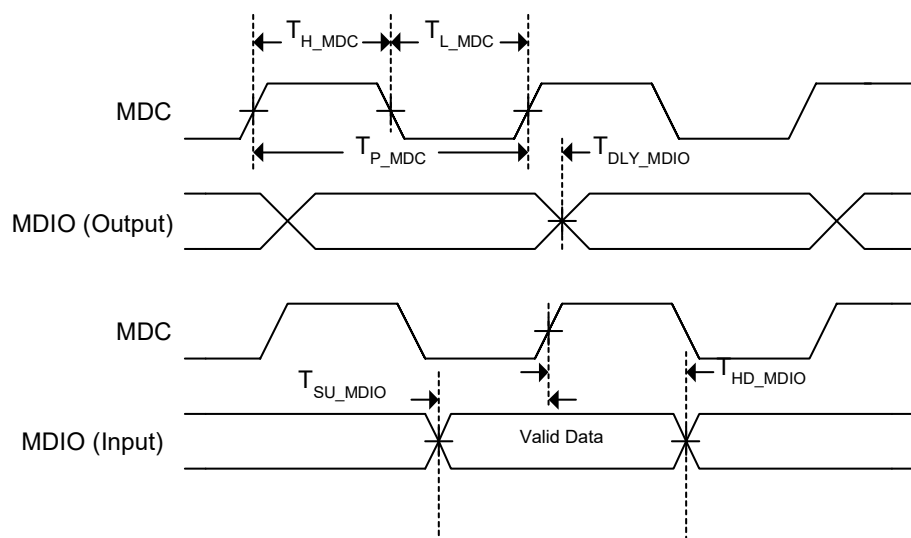 T_H_MDC T_L_MDC
MDC
T_P_MDC T_DLY_MDIO
MDIO (Output)
MDC
T_SU_MDIO T_HD_MDIO
MDIO (Input) Valid Data